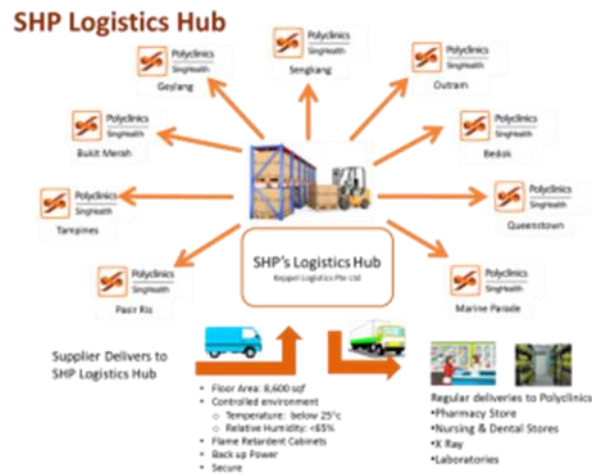 SHP Logistics Hub
Polyclinics
SingHealth
Geylang
Polyclinics
SingHealth
Sengkang
Polyclinics
SingHealth
Outram
Polyclinics
SingHealth
Bukit Merah
Polyclinics
SingHealth
Bedok
Polyclinics
SingHealth
Tampines
Polyclinics
SingHealth
Queenstown
Polyclinics
SingHealth
Pasir Ris
SHP's Logistics Hub
Keppel Logistics Pte Ltd
Polyclinics
SingHealth
Marine Parade
Supplier Delivers to
SHP Logistics Hub
• Floor Area: 8,600 sqf
• Controlled environment
o Temperature: below 25°c
o Relative Humidity: <65%
• Flame Retardent Cabinets
• Back up Power
• Secure
Regular deliveries to Polyclinics
•Pharmacy Store
•Nursing & Dental Stores
•X Ray
•Laboratories